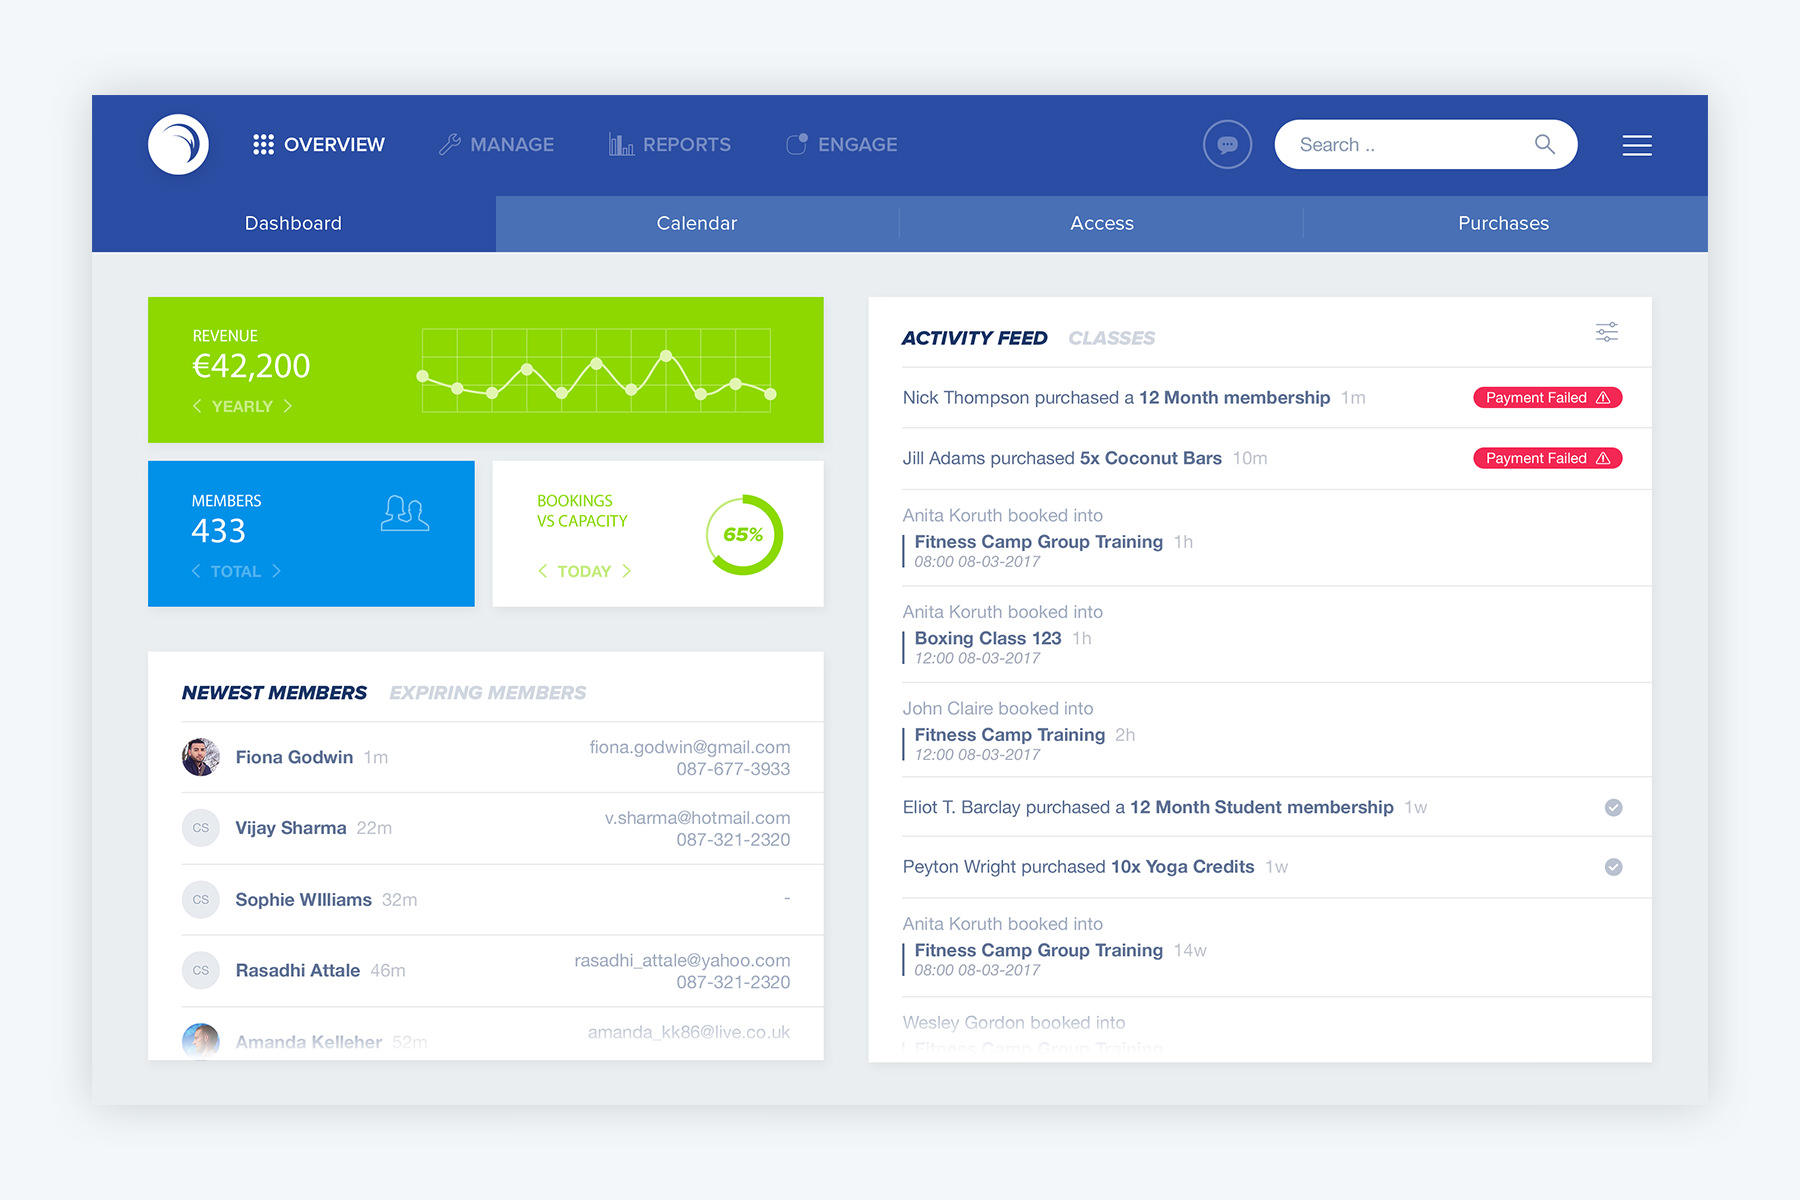 OVERVIEW
MANAGE
REPORTS
ENGAGE
Search ..
Dashboard
Calendar
Access
Purchases
REVENUE
€42,200
YEARLY
MEMBERS
433
TOTAL
BOOKINGS
VS CAPACITY
TODAY
65%
NEWEST MEMBERS
EXPIRING MEMBERS
Fiona Godwin 1m
fiona.godwin@gmail.com
087-677-3933
CS
Vijay Sharma 22m
v.sharma@hotmail.com
087-321-2320
CS
Sophie WIlliams 32m
-
CS
Rasadhi Attale 46m
rasadhi_attale@yahoo.com
087-321-2320
Amanda Kelleher 52m
amanda_kk86@live.co.uk
ACTIVITY FEED
CLASSES
Nick Thompson purchased a 12 Month membership 1m
Payment Failed
Jill Adams purchased 5x Coconut Bars 10m
Payment Failed
Anita Koruth booked into
Fitness Camp Group Training 1h
08:00 08-03-2017
Anita Koruth booked into
Boxing Class 123 1h
12:00 08-03-2017
John Claire booked into
Fitness Camp Training 2h
12:00 08-03-2017
Eliot T. Barclay purchased a 12 Month Student membership 1w
Peyton Wright purchased 10x Yoga Credits 1w
Anita Koruth booked into
Fitness Camp Group Training 14w
08:00 08-03-2017
Wesley Gordon booked into
Fitness Camp Group Training